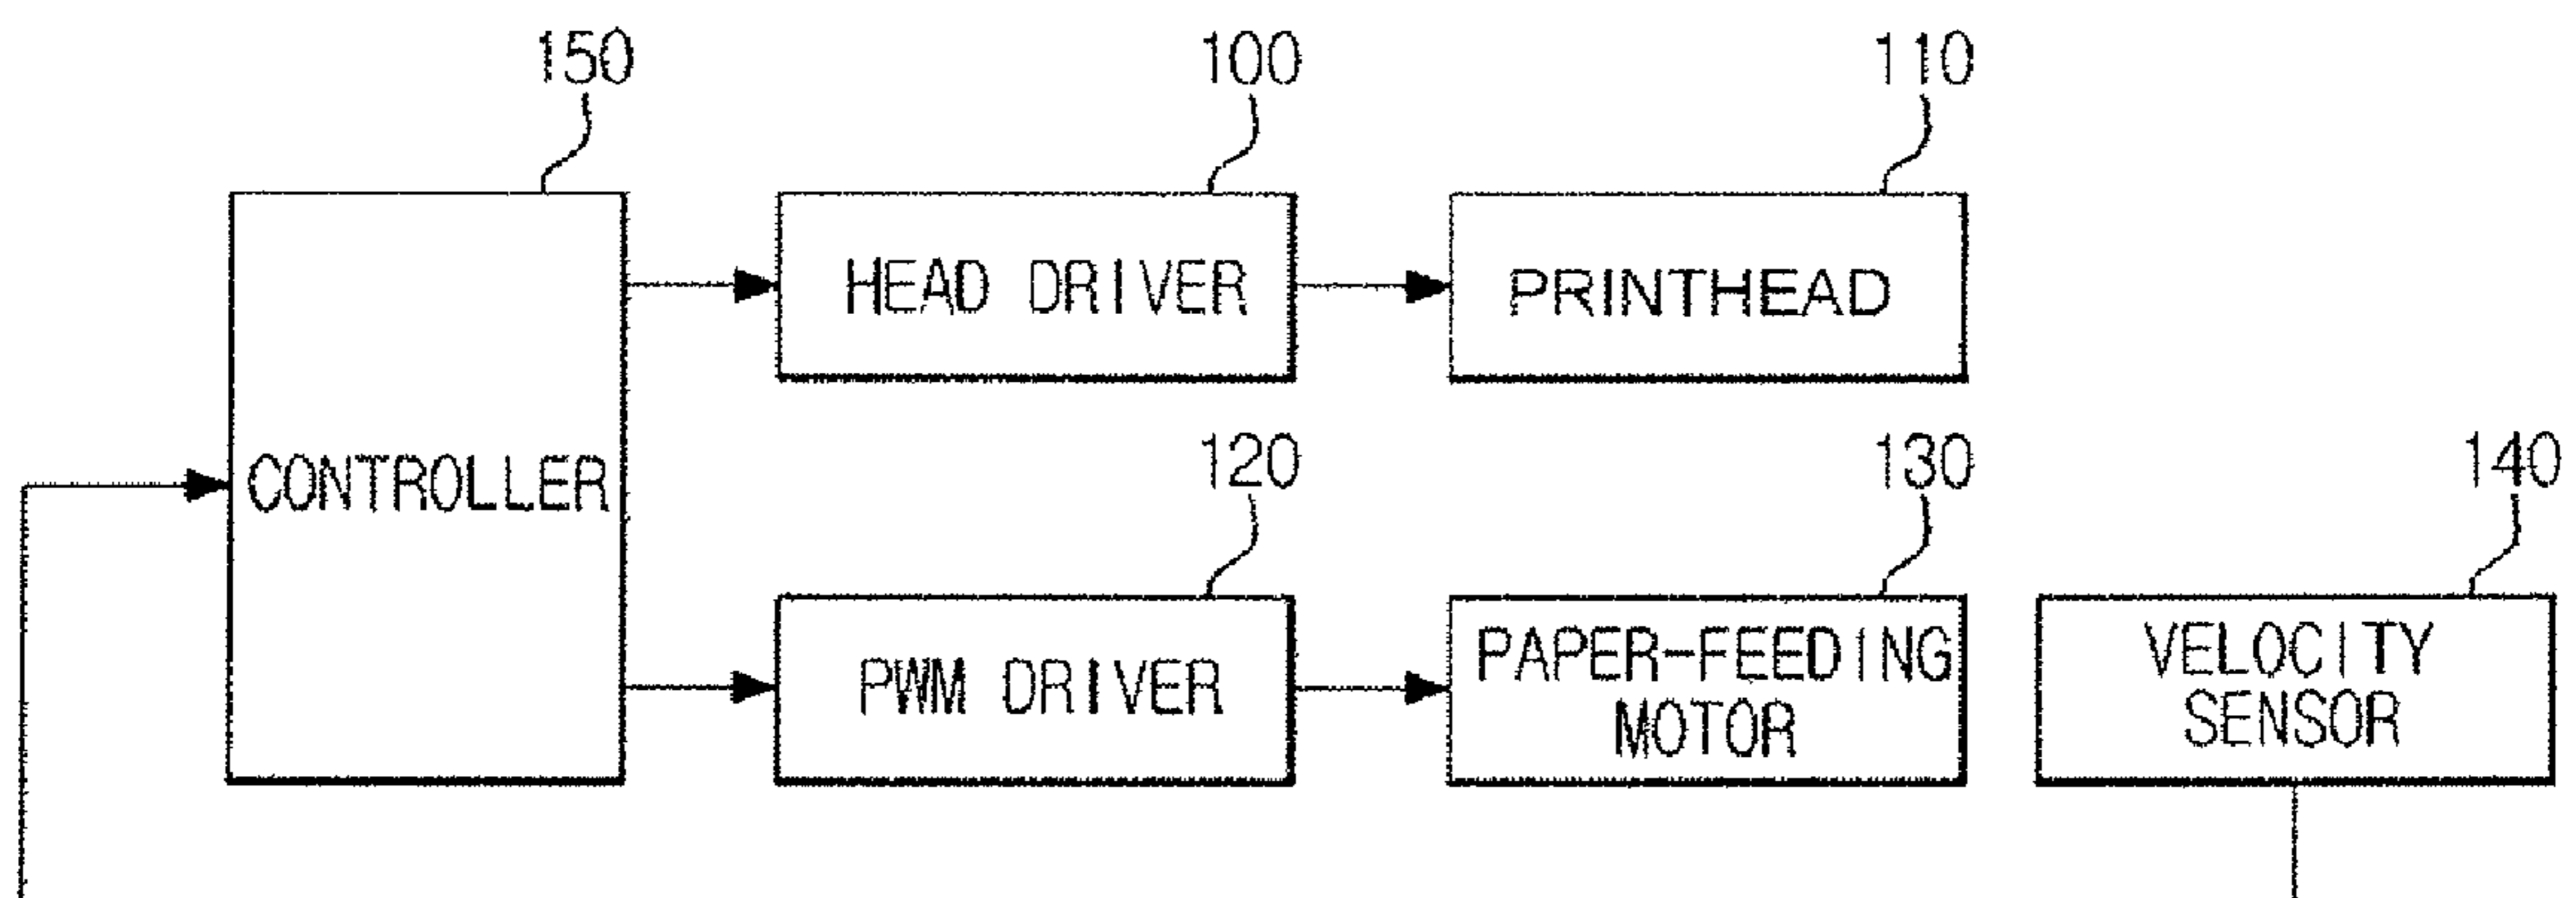 150
100
110
HEAD DRIVER
PRINTHEAD
CONTROLLER
120
130
140
PWM DRIVER
PAPER-FEEDING
MOTOR
VELOCITY
SENSOR